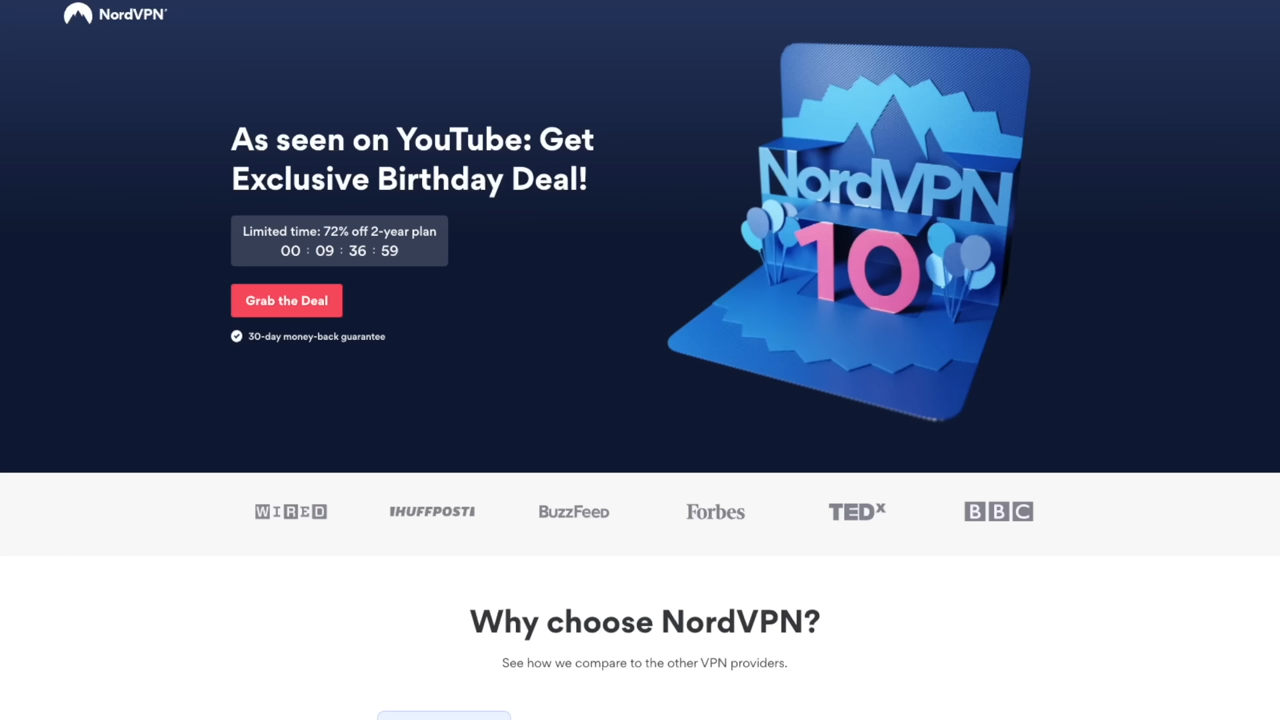 NordVPN®
As seen on YouTube: Get
Exclusive Birthday Deal!
Limited time: 72% off 2-year plan
00 : 09 : 36 : 59
Grab the Deal
30-day money-back guarantee
NordVPN
10
WIRED
IHUFFPOSTI
BuzzFeed
Forbes
TEDx
BBC
Why choose NordVPN?
See how we compare to the other VPN providers.